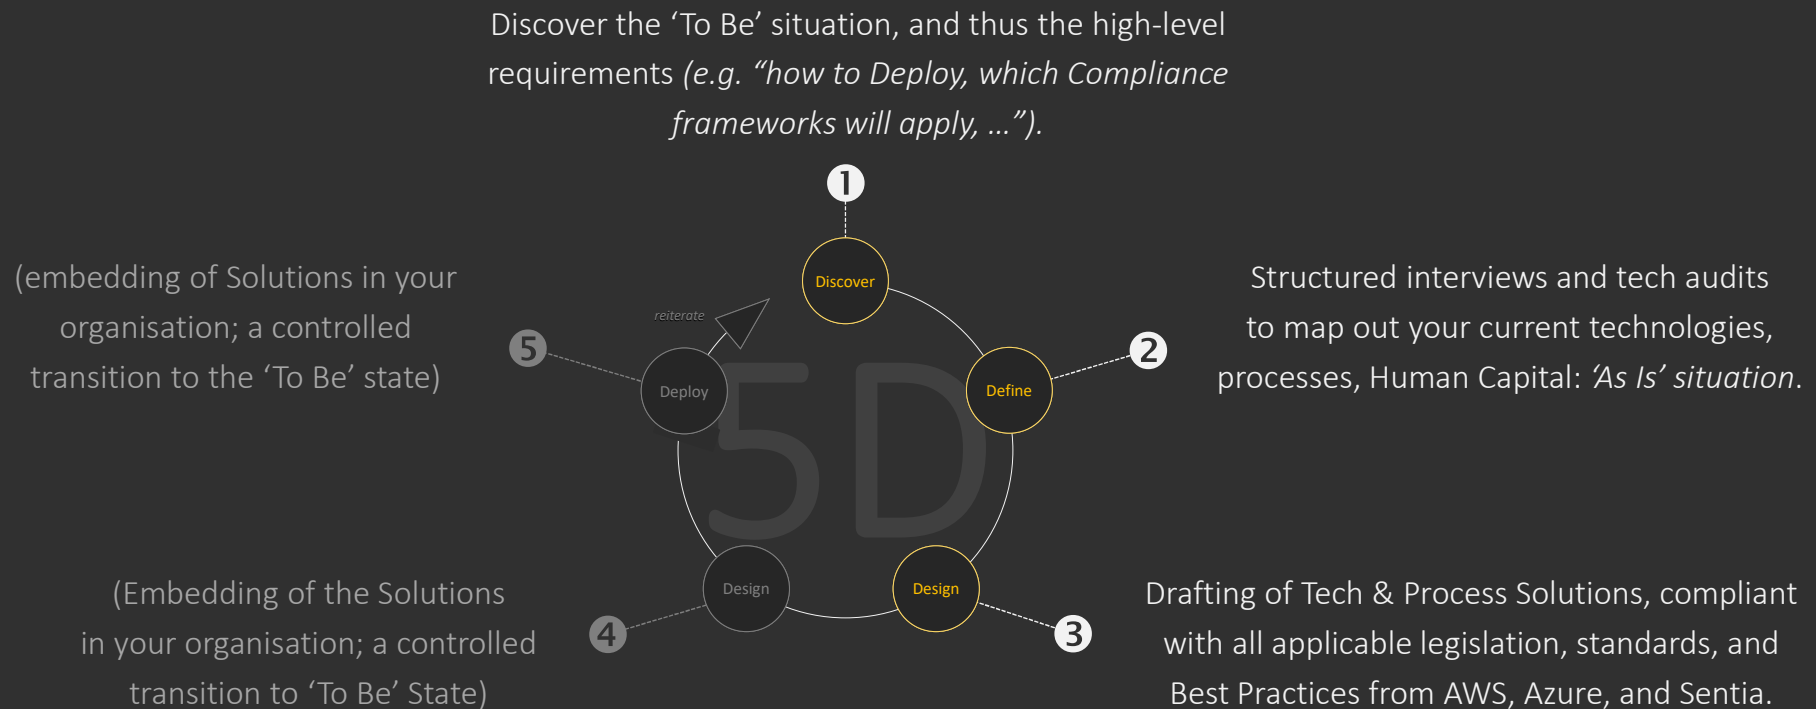 Discover the ‘To Be’ situation, and thus the high-level
requirements (e.g. “how to Deploy, which Compliance
frameworks will apply, …”).
1
Discover
Structured interviews and tech audits
to map out your current technologies,
processes, Human Capital: ‘As Is’ situation.
2
Define
Drafting of Tech & Process Solutions, compliant
with all applicable legislation, standards, and
Best Practices from AWS, Azure, and Sentia.
3
Design
(Embedding of the Solutions
in your organisation; a controlled
transition to ‘To Be’ State)
4
Design
(embedding of Solutions in your
organisation; a controlled
transition to the ‘To Be’ state)
5
Deploy
reiterate
5D